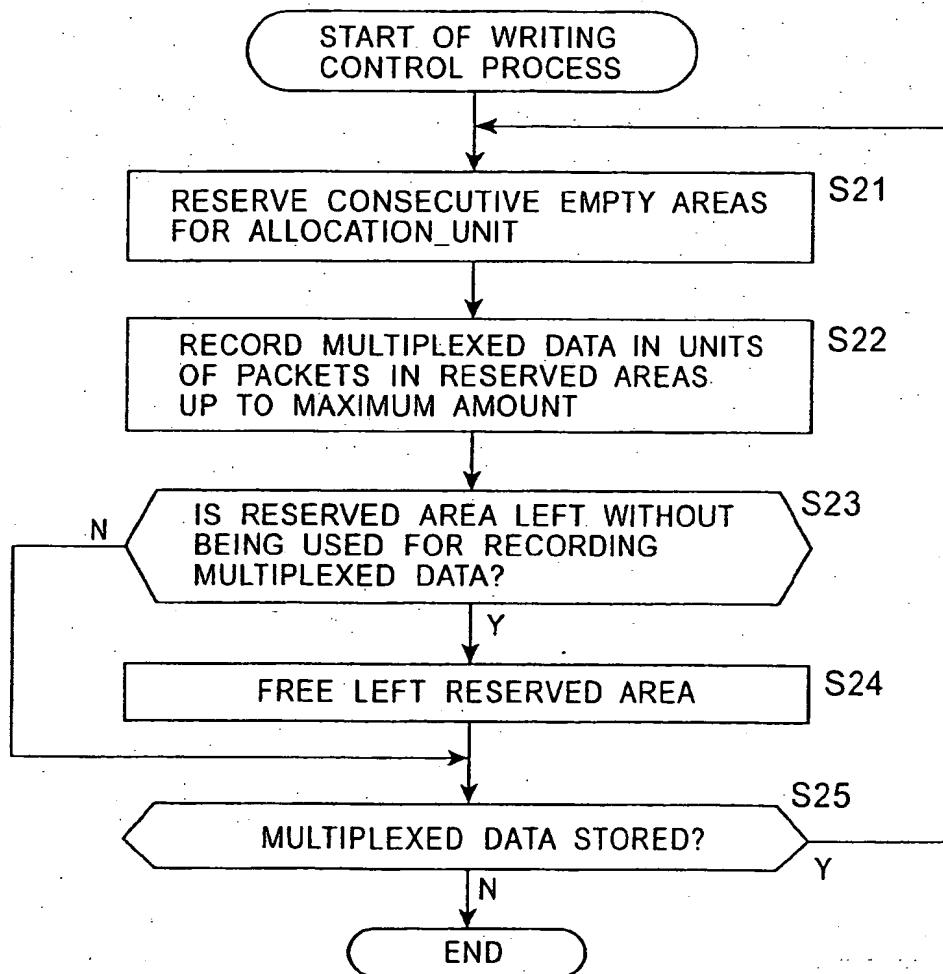 START OF WRITING
CONTROL PROCESS
S21
RESERVE CONSECUTIVE EMPTY AREAS
FOR ALLOCATION_UNIT
S22
RECORD MULTIPLEXED DATA IN UNITS
OF PACKETS IN RESERVED AREAS
UP TO MAXIMUM AMOUNT
S23
N
IS RESERVED AREA LEFT WITHOUT
BEING USED FOR RECORDING
MULTIPLEXED DATA?
Y
S24
FREE LEFT RESERVED AREA
S25
MULTIPLEXED DATA STORED?
Y
N
END